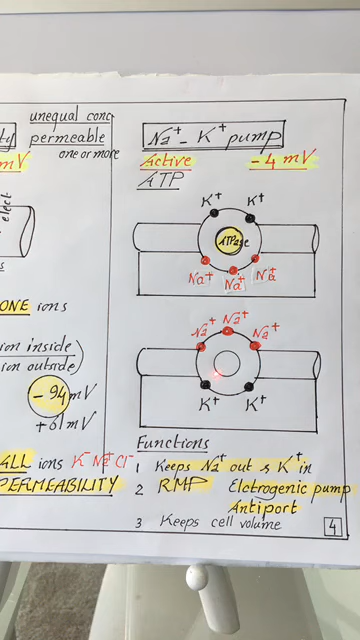 unequal conc.
permeable
one or more
mV
elect
ONE ions
ion inside
ion outside)
- 94 mV
+ 61 mV
ALL ions K⁻ Na⁺ Cl⁻
PERMEABILITY
Na⁺ - K⁺ pump
Active - 4 mV
ATP
K⁺ K⁺
ATPase
Na⁺ Na⁺ Na⁺
Na⁺ Na⁺ Na⁺
K⁺ K⁺
Functions
1 Keeps Na⁺ out & K⁺ in
2 RMP Elctrogenic pump
Antiport
3 Keeps cell volume
4